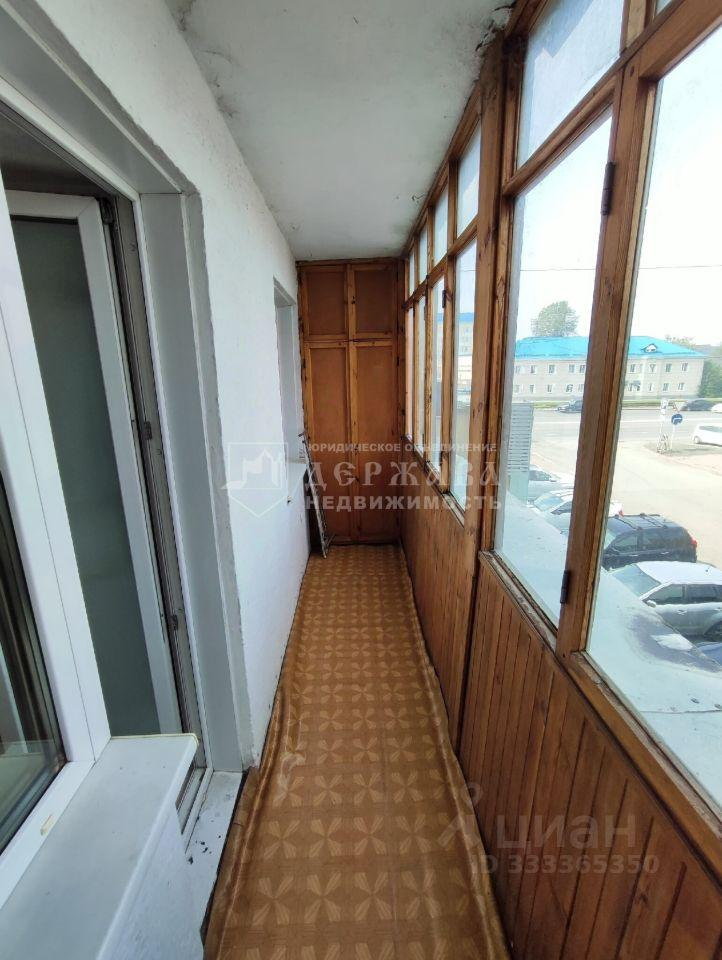 ЮРИДИЧЕСКОЕ ОБЪЕДИНЕНИЕ
ДЕРЖАВА
НЕДВИЖИМОСТЬ
циан
ID 333365350